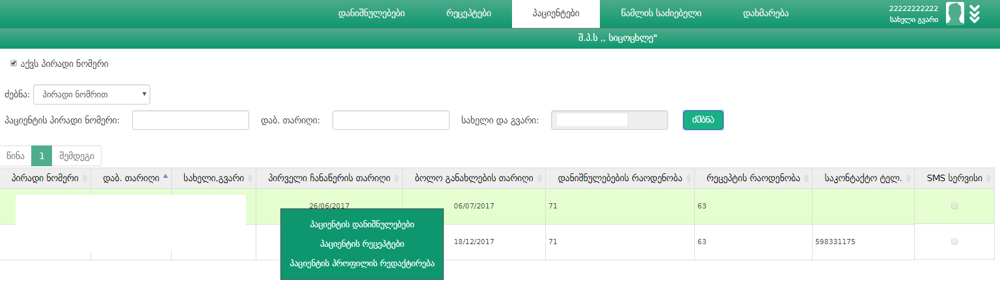 დანიშნულებები რეცეპტები პაციენტები წამლის საძიებელი დახმარება 22222222222
სახელი გვარი
შ.პ.ს ,, სიცოცხლე"
აქვს პირადი ნომერი
ძებნა: პირადი ნომრით
პაციენტის პირადი ნომერი: დაბ. თარიღი: სახელი და გვარი: ძებნა
წინა 1 შემდეგი
პირადი ნომერი დაბ. თარიღი სახელი,გვარი პირველი ჩანაწერის თარიღი ბოლო განახლების თარიღი დანიშნულებების რაოდენობა რეცეპტის რაოდენობა საკონტაქტო ტელ. SMS სერვისი
26/06/2017 06/07/2017 71 63
პაციენტის დანიშნულებები
18/12/2017 71 63 598331175
პაციენტის რეცეპტები
პაციენტის პროფილის რედაქტირება